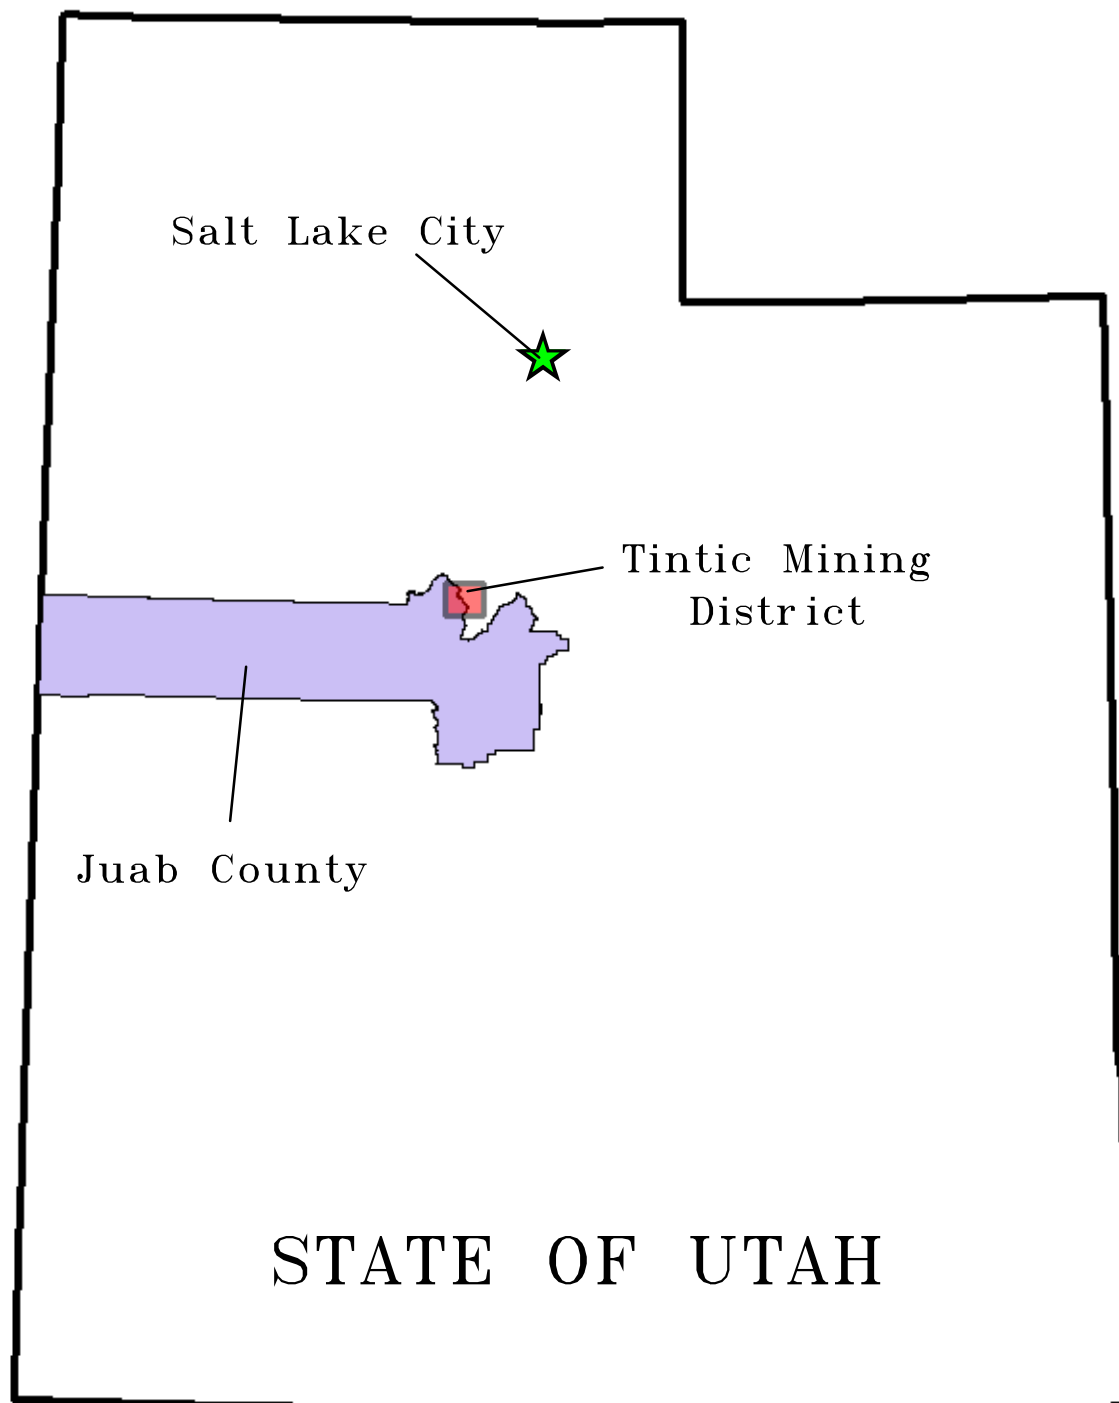 Salt Lake City
Tintic Mining
District
Juab County
STATE OF UTAH